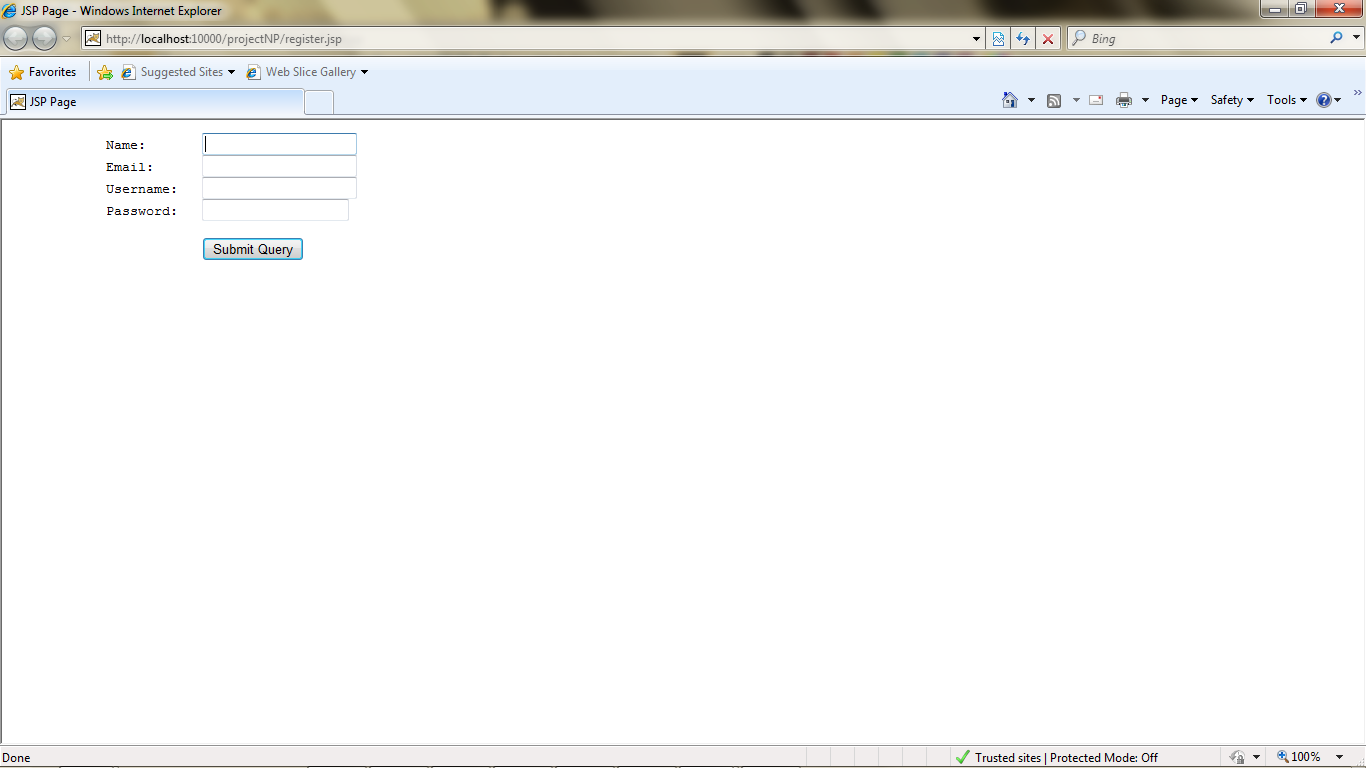 JSP Page - Windows Internet Explorer
http://localhost:10000/projectNP/register.jsp
Bing
Favorites
Suggested Sites
Web Slice Gallery
JSP Page
Page
Safety
Tools
Name:
Email:
Username:
Password:
Submit Query
Done
Trusted sites | Protected Mode: Off
100%